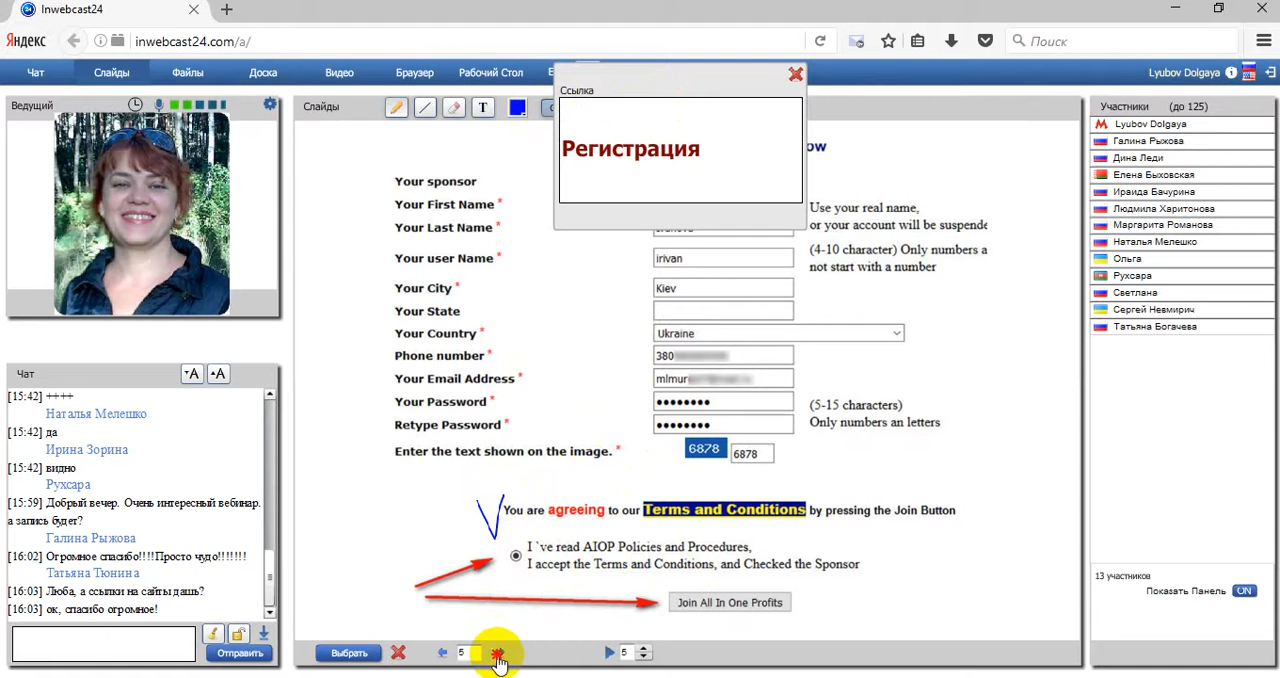 Inwebcast24
Яндекс
inwebcast24.com/a/
Поиск
Чат
Слайды
Файлы
Доска
Видео
Браузер
Рабочий Стол
Lyubov Dolgaya
Ведущий
Слайды
T
Ссылка
Регистрация
Участники (до 125)
Lyubov Dolgaya
Галина Рыжова
Дина Леди
Елена Быховская
Ираида Бачурина
Людмила Харитонова
Маргарита Романова
Наталья Мелешко
Ольга
Рухсара
Светлана
Сергей Невмирич
Татьяна Богачева
13 участников
Показать Панель ON
ow
Your sponsor
Your First Name *
Use your real name,
Your Last Name *
or your account will be suspende
Your user Name *
irivan
(4-10 character) Only numbers a
not start with a number
Your City *
Kiev
Your State
Your Country *
Ukraine
Phone number *
380
Your Email Address *
mlmur
Your Password *
(5-15 characters)
Retype Password *
Only numbers an letters
Enter the text shown on the image. *
6878
6878
You are agreeing to our Terms and Conditions by pressing the Join Button
I `ve read AIOP Policies and Procedures,
I accept the Terms and Conditions, and Checked the Sponsor
Join All In One Profits
Чат
A
A
[15:42] ++++
Наталья Мелешко
[15:42] да
Ирина Зорина
[15:42] видно
Рухсара
[15:59] Добрый вечер. Очень интересный вебинар.
а запись будет?
Галина Рыжова
[16:02] Огромное спасибо!!!!Просто чудо!!!!!!!
Татьяна Тюнина
[16:03] Люба, а ссылки на сайты дашь?
[16:03] ок, спасибо огромное!
Отправить
Выбрать
5
5